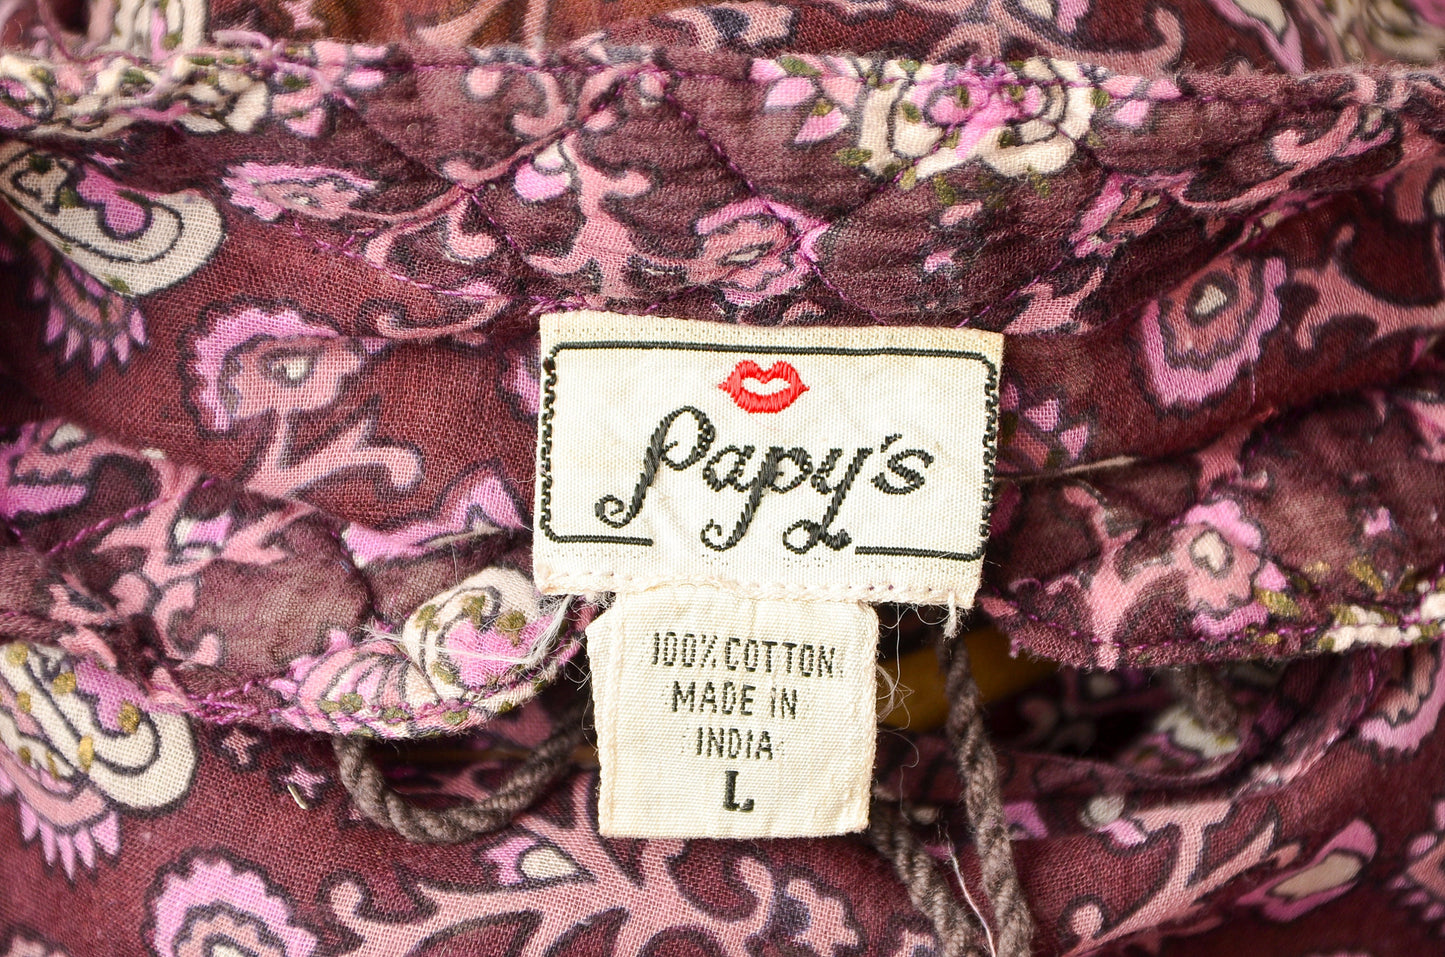 Papy's
100% COTTON
MADE IN
INDIA
L